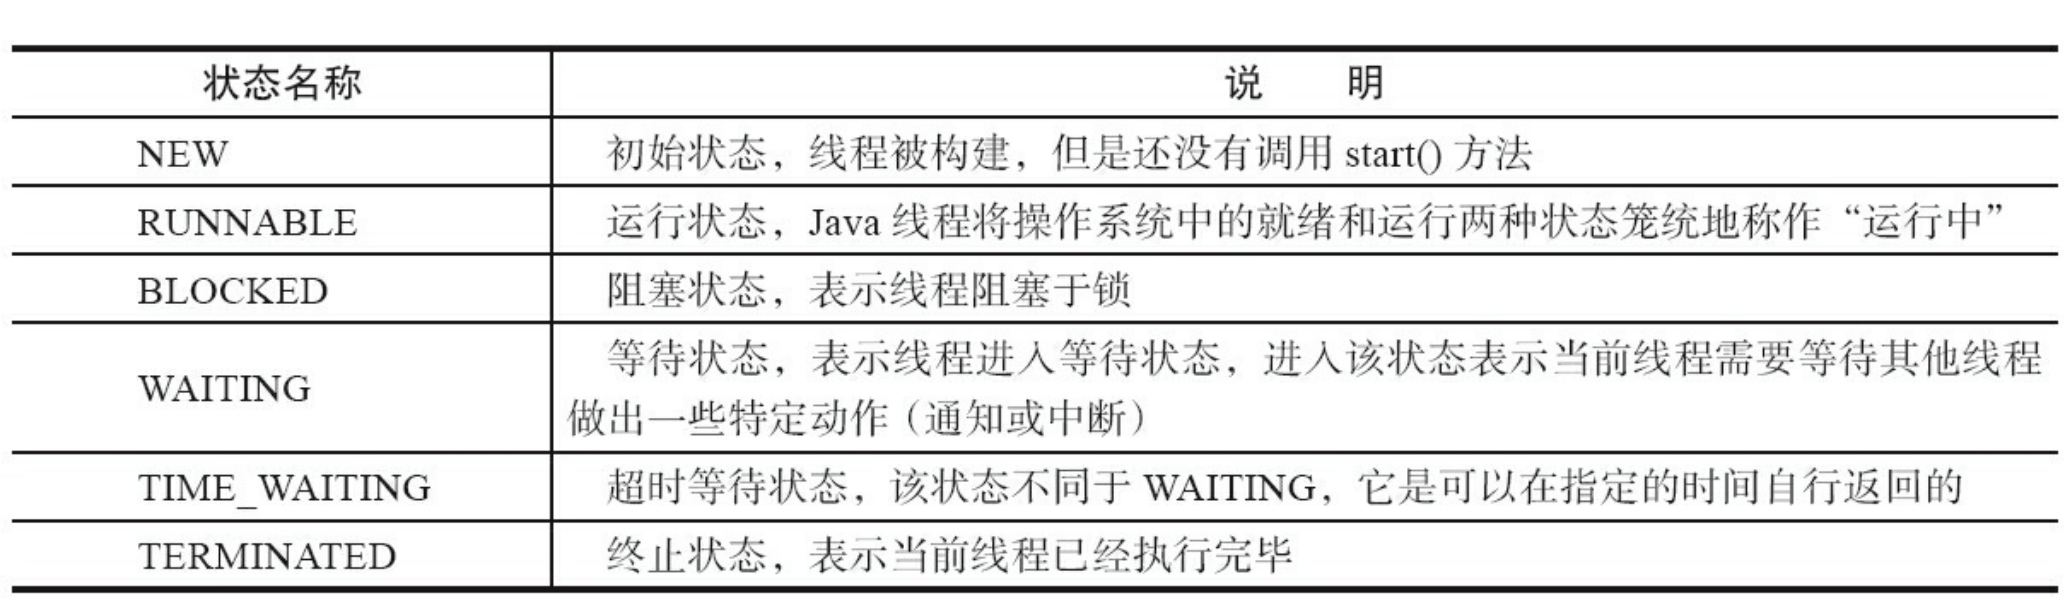 状态名称 说 明
NEW 初始状态，线程被构建，但是还没有调用 start() 方法
RUNNABLE 运行状态，Java 线程将操作系统中的就绪和运行两种状态笼统地称作“运行中”
BLOCKED 阻塞状态，表示线程阻塞于锁
WAITING 等待状态，表示线程进入等待状态，进入该状态表示当前线程需要等待其他线程
做出一些特定动作（通知或中断）
TIME_WAITING 超时等待状态，该状态不同于 WAITING，它是可以在指定的时间自行返回的
TERMINATED 终止状态，表示当前线程已经执行完毕